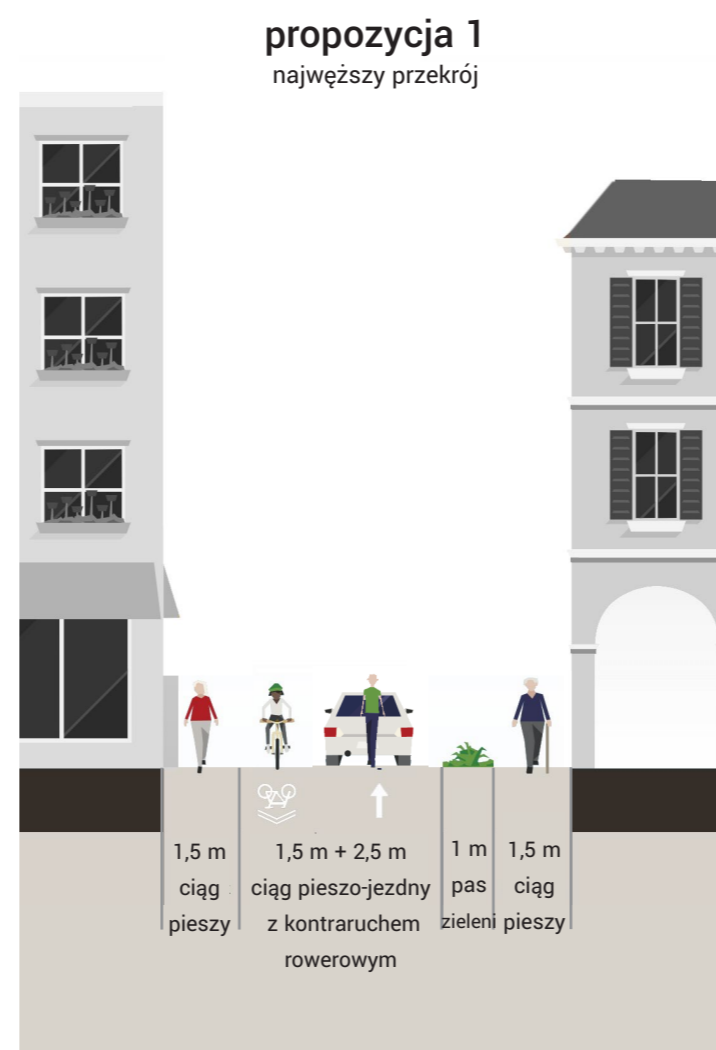 propozycja 1
najwęższy przekrój
1,5 m
ciąg
pieszy
1,5 m + 2,5 m
ciąg pieszo-jezdny
z kontraruchem
rowerowym
1 m
pas
zieleni
1,5 m
ciąg
pieszy